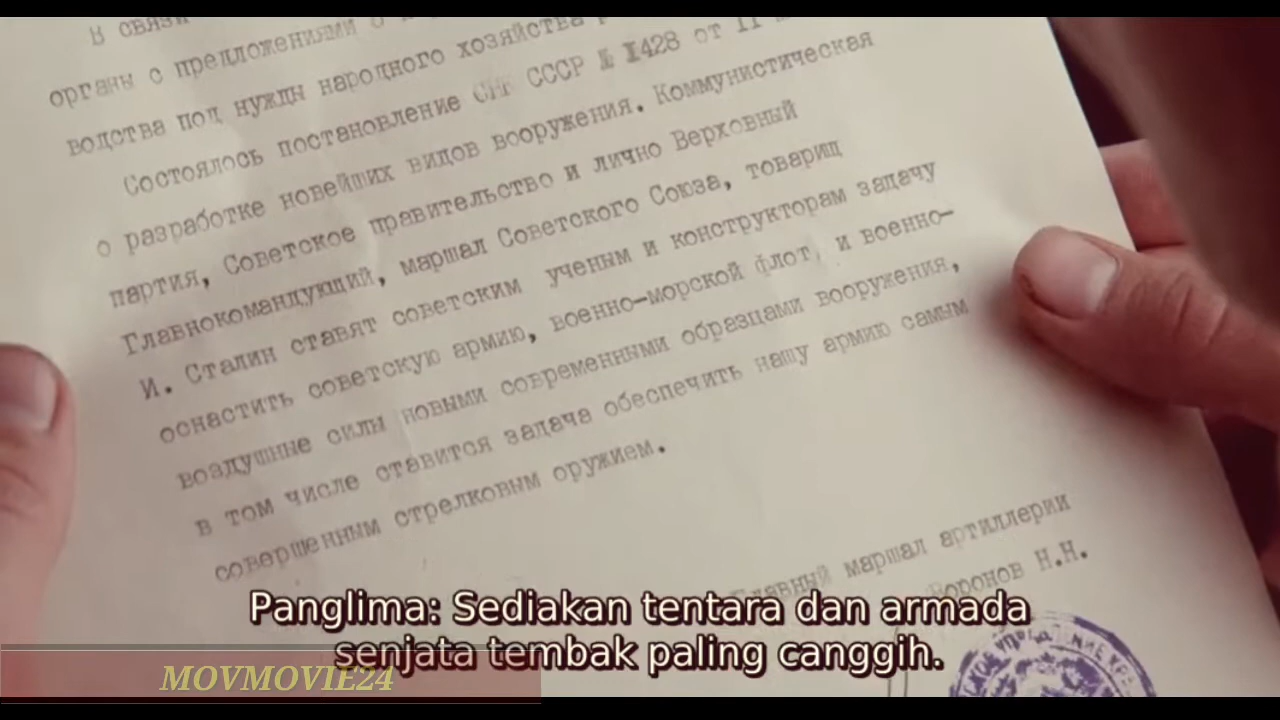 В связи
органы с предложениями о
водства под нужды народного хозяйства
Состоялось постановление СНК СССР № 1428 от 11
о разработке новейших видов вооружения. Коммунистическая
партия, Советское правительство и лично Верховный
Главнокомандующий, маршал Советского Союза, товарищ
И. Сталин ставят советским ученым и конструкторам задачу
оснастить советскую армию, военно-морской флот, и военно-
воздушные силы новыми современными образцами вооружения,
в том числе ставится задача обеспечить нашу армию самым
совершенным стрелковым оружием.
Главный маршал артиллерии
Воронов Н.Н.
Panglima: Sediakan tentara dan armada
senjata tembak paling canggih.
MOVMOVIE24